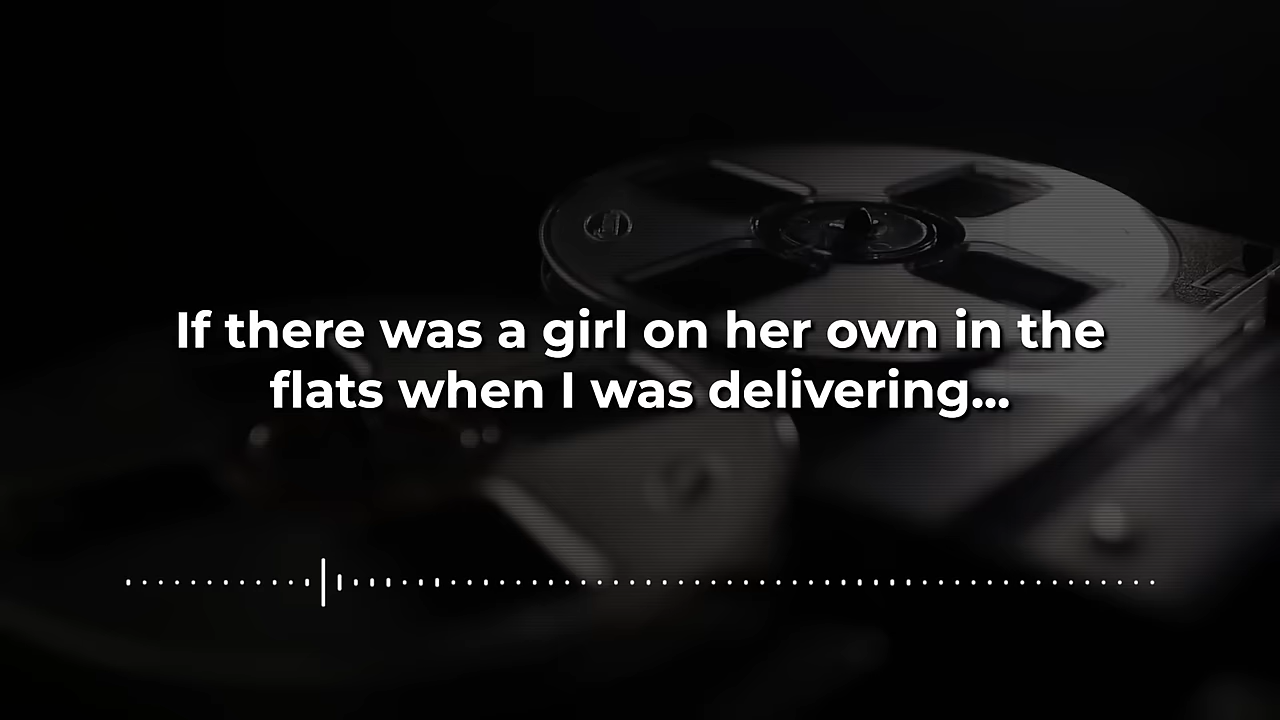 If there was a girl on her own in the
flats when I was delivering...